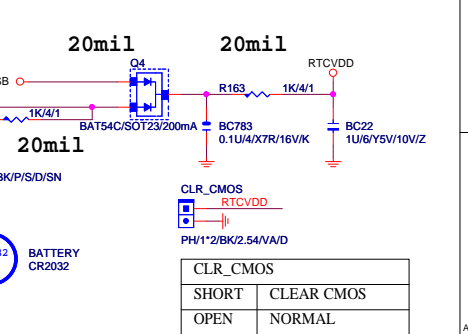 20mil
20mil
Q4
RTCVDD
SB
R163
1K/4/1
1K/4/1
BAT54C/SOT23/200mA
BC783
0.1U/4/X7R/16V/K
BC22
1U/6/Y5V/10V/Z
20mil
BK/P/S/D/SN
CLR_CMOS
RTCVDD
PH/1*2/BK/2.54/VA/D
32
BATTERY
CR2032
CLR_CMOS
SHORT CLEAR CMOS
OPEN NORMAL
A